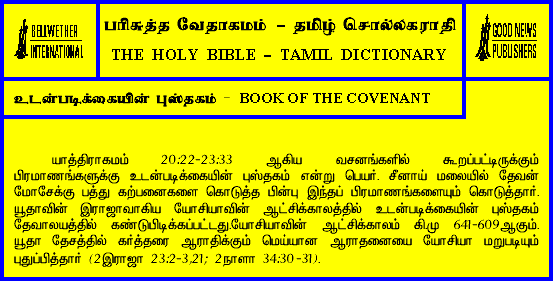 BELLWETHER
INTERNATIONAL
பரிசுத்த வேதாகமம் – தமிழ் சொல்லகராதி
THE HOLY BIBLE – TAMIL DICTIONARY
GOOD NEWS
PUBLISHERS
உடன்படிக்கையின் புஸ்தகம் – BOOK OF THE COVENANT
யாத்திராகமம் 20:22-23:33 ஆகிய வசனங்களில் கூறப்பட்டிருக்கும்
பிரமாணங்களுக்கு உடன்படிக்கையின் புஸ்தகம் என்று பெயர். சீனாய் மலையில் தேவன்
மோசேக்கு பத்து கற்பனைகளை கொடுத்த பின்பு இந்தப் பிரமாணங்களையும் கொடுத்தார்.
யூதாவின் இராஜாவாகிய யோசியாவின் ஆட்சிக்காலத்தில் உடன்படிக்கையின் புஸ்தகம்
தேவாலயத்தில் கண்டுபிடிக்கப்பட்டது.யோசியாவின் ஆட்சிக்காலம் கி.மு 641-609ஆகும்.
யூதா தேசத்தில் கர்த்தரை ஆராதிக்கும் மெய்யான ஆராதனையை யோசியா மறுபடியும்
புதுப்பித்தார் (2இராஜா 23:2-3,21; 2நாளா 34:30-31).